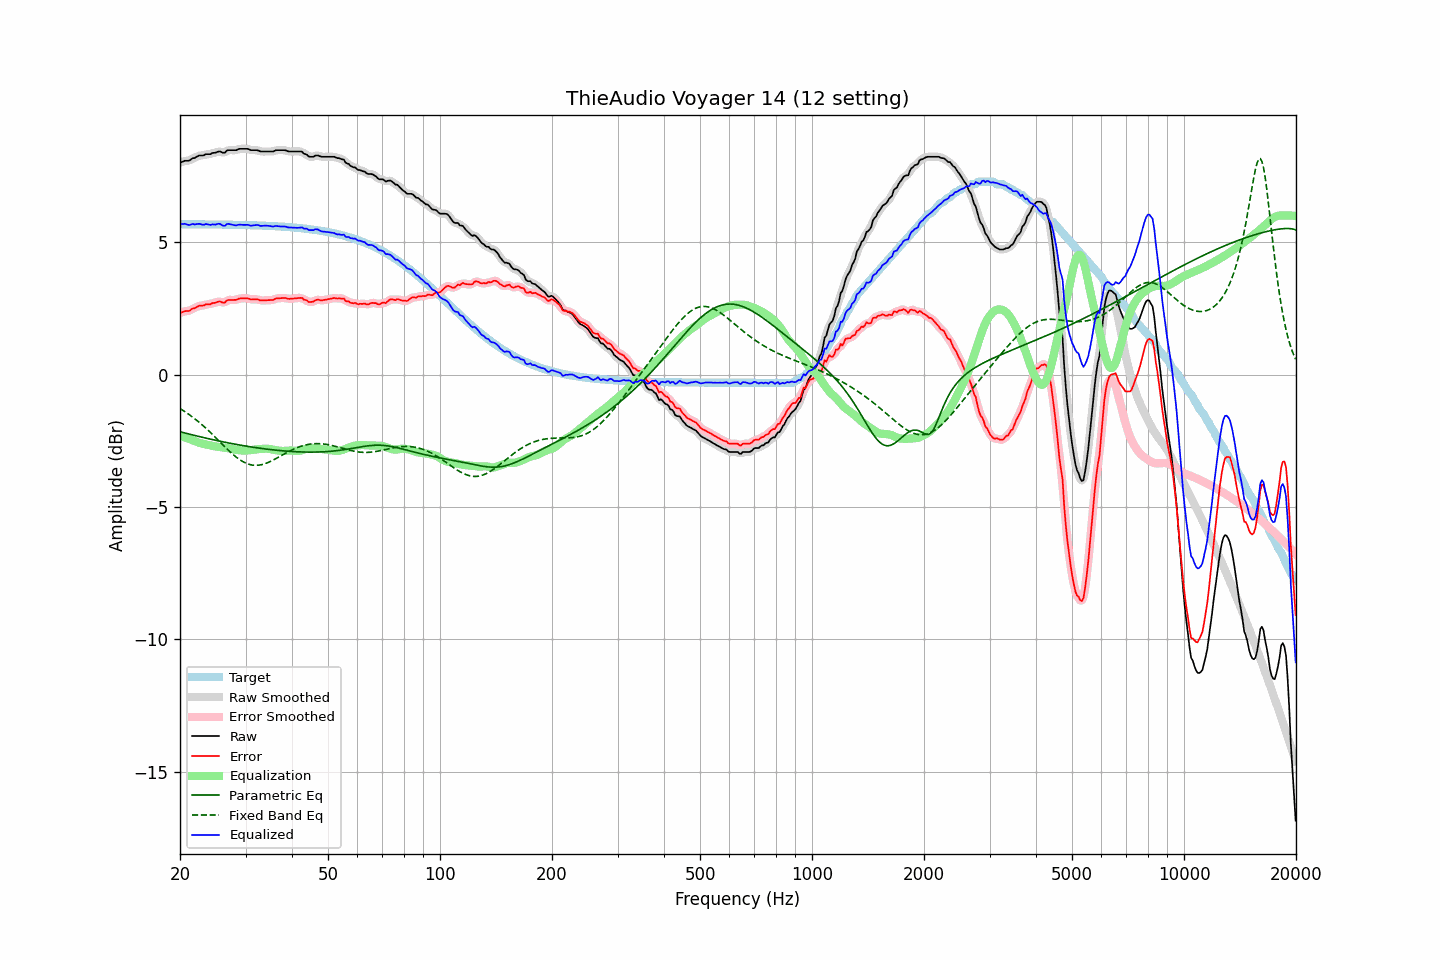 ThieAudio Voyager 14 (12 setting)
Amplitude (dBr)
5
0
−5
−10
−15
Target
Raw Smoothed
Error Smoothed
Raw
Error
Equalization
Parametric Eq
Fixed Band Eq
Equalized
20 50 100 200 500 1000 2000 5000 10000 20000
Frequency (Hz)